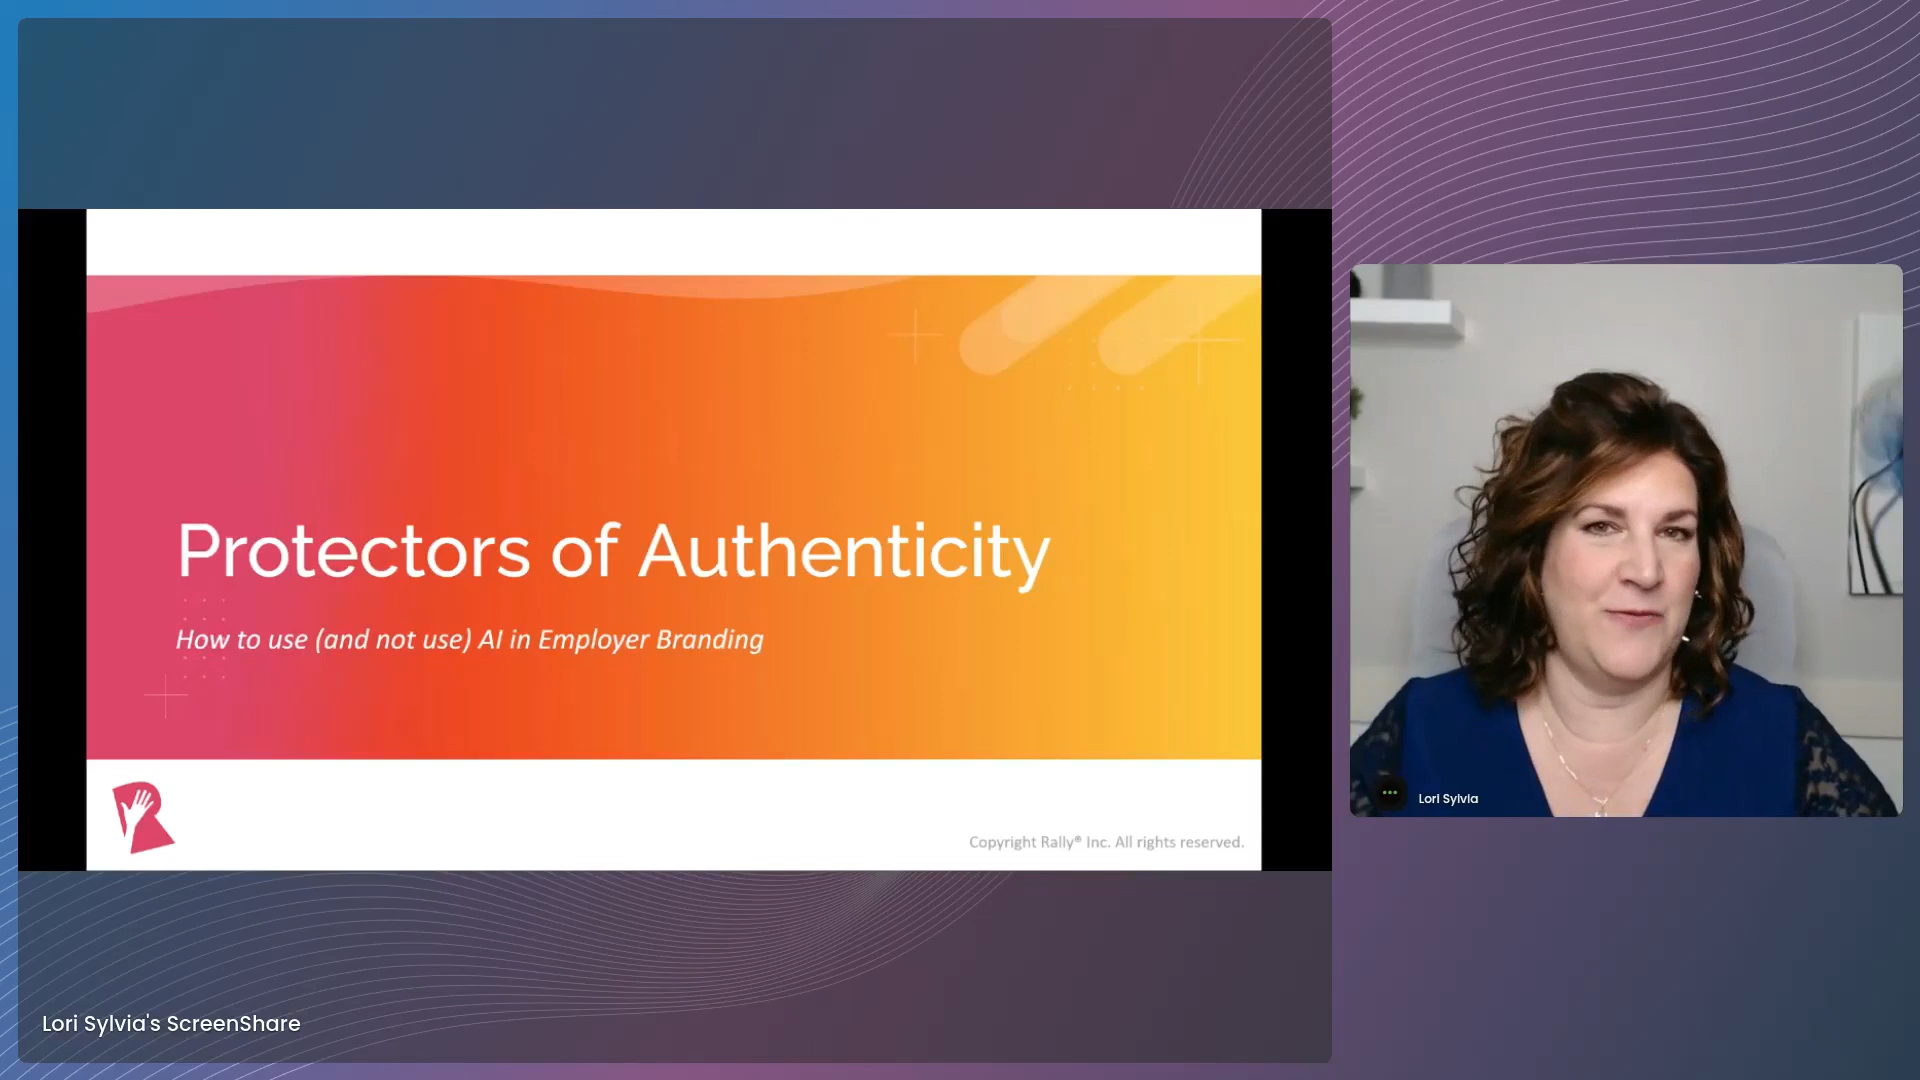 Protectors of Authenticity
How to use (and not use) AI in Employer Branding
R
Copyright Rally® Inc. All rights reserved.
Lori Sylvia
Lori Sylvia's ScreenShare